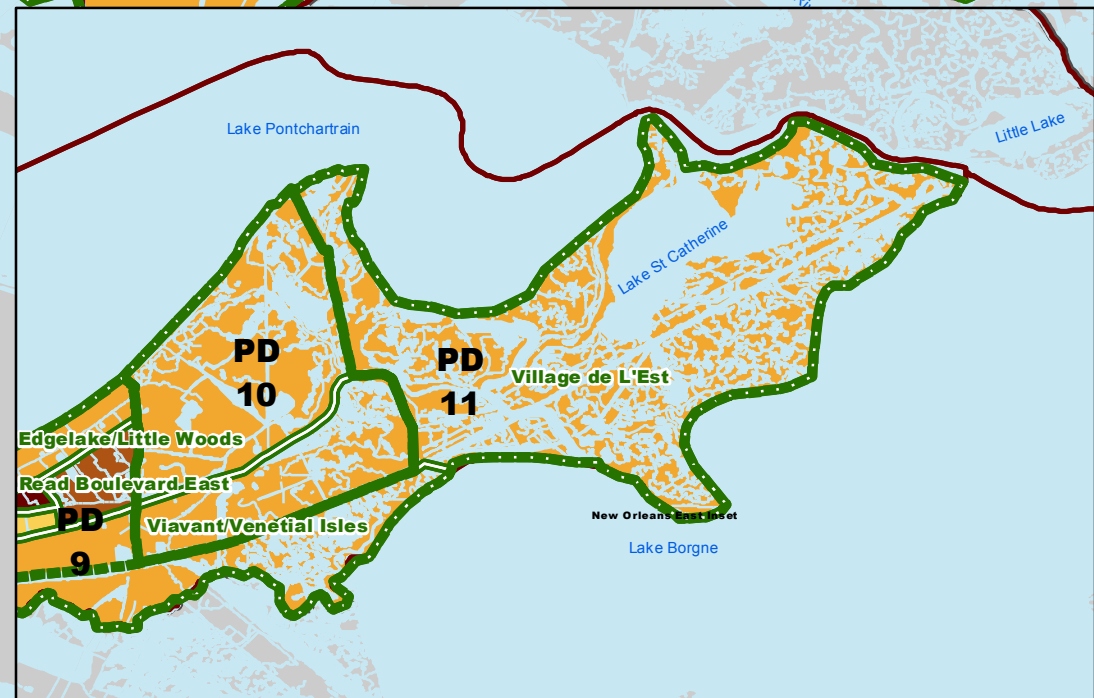 Lake Pontchartrain
Little Lake
Lake St Catherine
PD
10
PD
11
Village de L'Est
Edgelake/Little Woods
Read Boulevard East
PD
9
Viavant/Venetial Isles
New Orleans East Inset
Lake Borgne